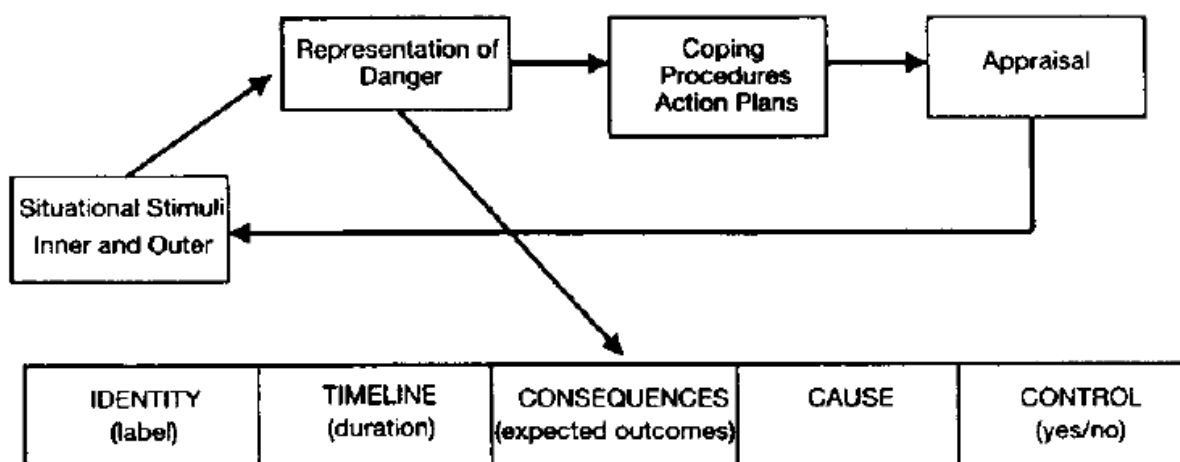 Representation of
Danger
Coping
Procedures
Action Plans
Appraisal
Situational Stimuli
Inner and Outer
IDENTITY
(label)
TIMELINE
(duration)
CONSEQUENCES
(expected outcomes)
CAUSE
CONTROL
(yes/no)